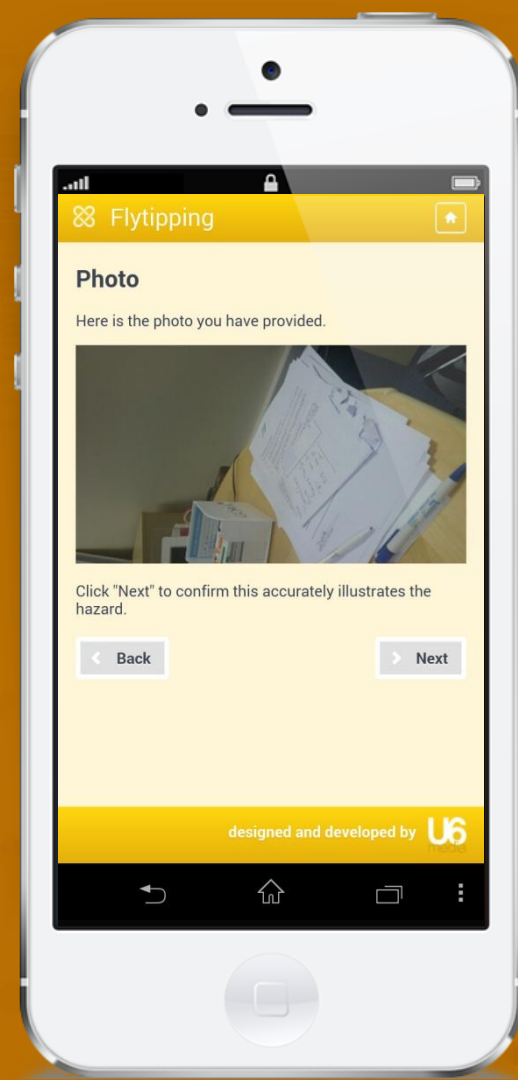 Flytipping
Photo
Here is the photo you have provided.
Click "Next" to confirm this accurately illustrates the
hazard.
Back
Next
designed and developed by U6
media